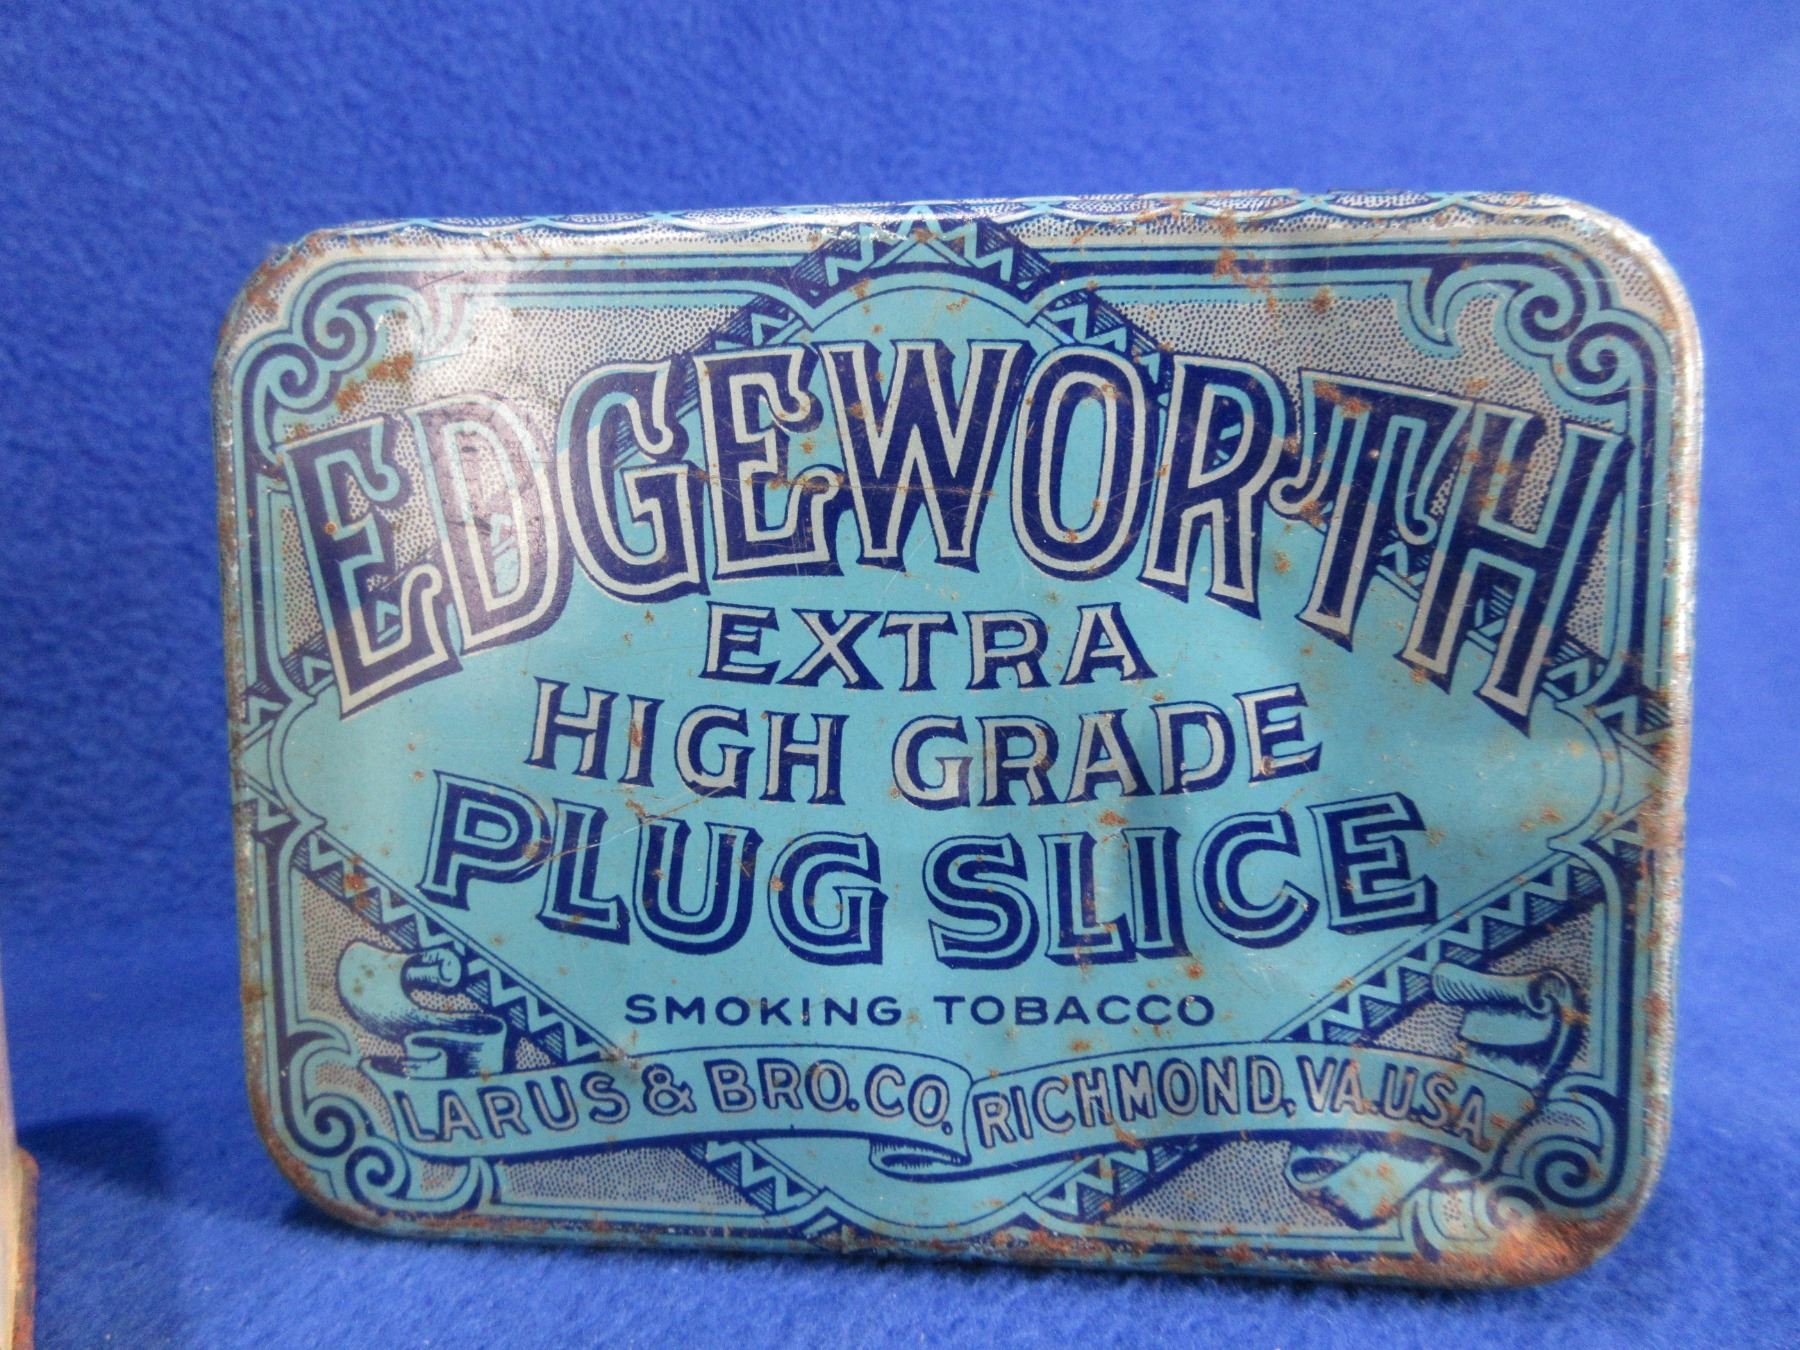 EDGEWORTH
EXTRA
HIGH GRADE
PLUG SLICE
SMOKING TOBACCO
LARUS & BRO. CO. RICHMOND, VA. U.S.A.